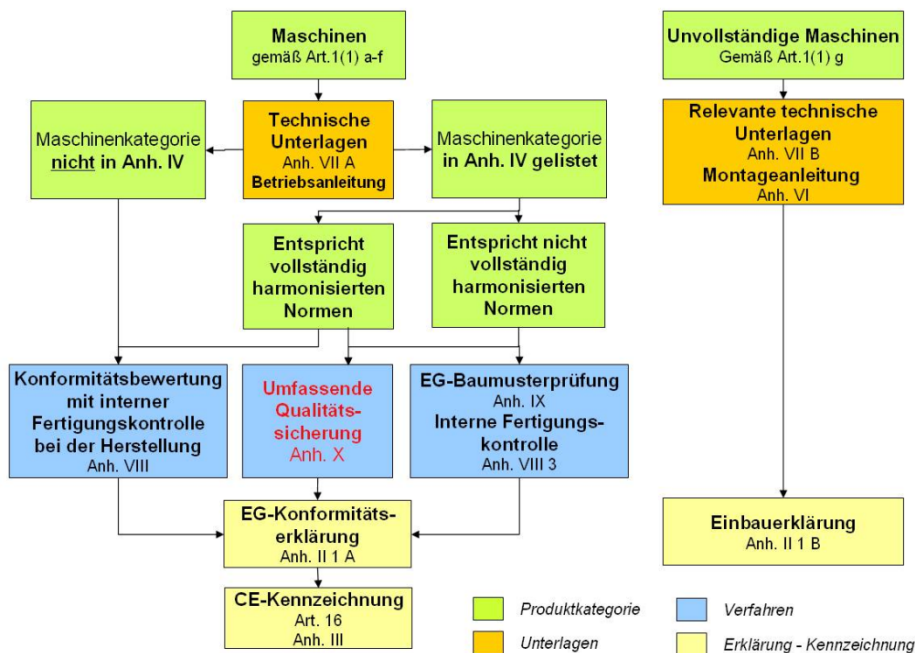 Maschinen
gemäß Art.1(1) a-f
Unvollständige Maschinen
Gemäß Art.1(1) g
Maschinenkategorie
nicht in Anh. IV
Technische
Unterlagen
Anh. VII A
Betriebsanleitung
Maschinenkategorie
in Anh. IV gelistet
Relevante technische
Unterlagen
Anh. VII B
Montageanleitung
Anh. VI
Entspricht
vollständig
harmonisierten
Normen
Entspricht nicht
vollständig
harmonisierten
Normen
Konformitätsbewertung
mit interner
Fertigungskontrolle
bei der Herstellung
Anh. VIII
Umfassende
Qualitäts-
sicherung
Anh. X
EG-Baumusterprüfung
Anh. IX
Interne Fertigungs-
kontrolle
Anh. VIII 3
EG-Konformitäts-
erklärung
Anh. II 1 A
Einbauerklärung
Anh. II 1 B
CE-Kennzeichnung
Art. 16
Anh. III
Produktkategorie
Verfahren
Unterlagen
Erklärung - Kennzeichnung